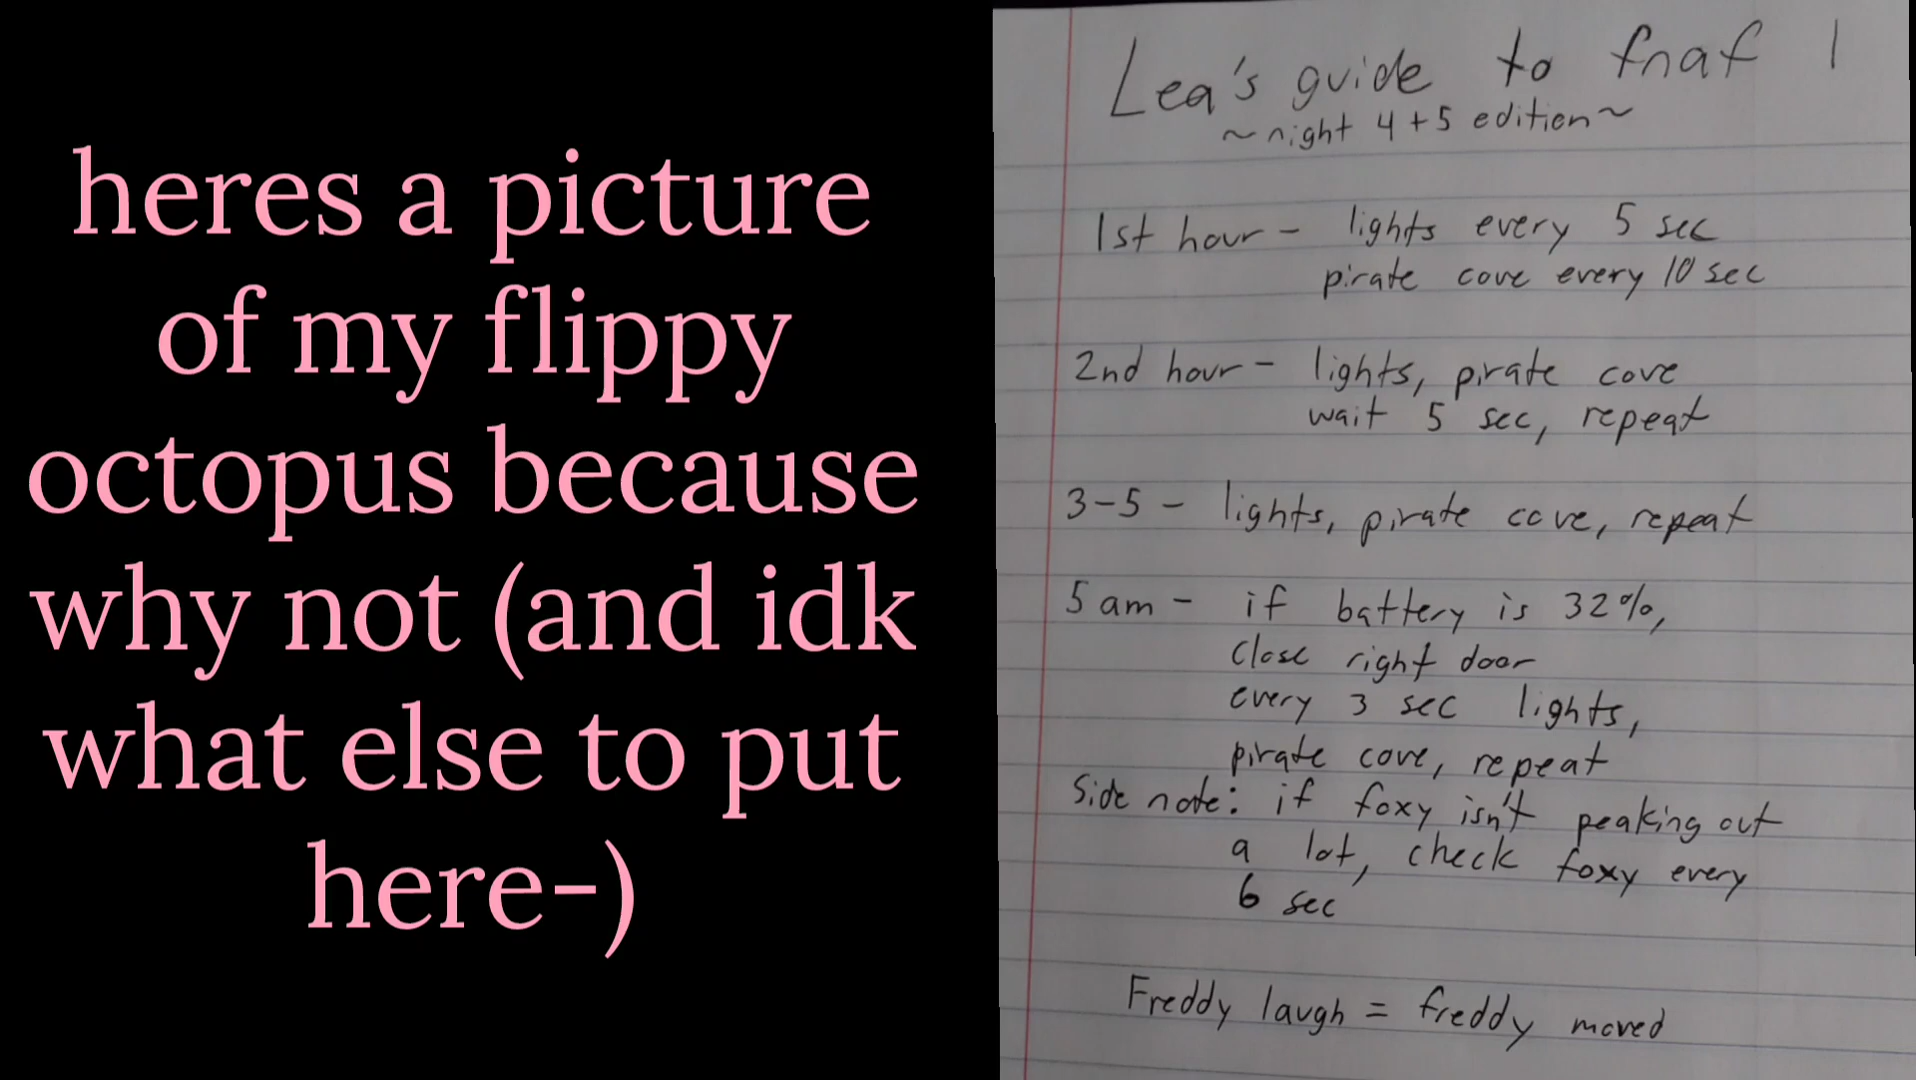 heres a picture
of my flippy
octopus because
why not (and idk
what else to put
here-)
Lea's guide to fnaf 1
~night 4+5 edition~
1st hour - lights every 5 sec
pirate cove every 10 sec
2nd hour - lights, pirate cove
wait 5 sec, repeat
3-5 - lights, pirate cove, repeat
5 am - if battery is 32%,
close right door
every 3 sec lights,
pirate cove, repeat
Side note: if foxy isn't peaking out
a lot, check foxy every
6 sec
Freddy laugh = freddy moved